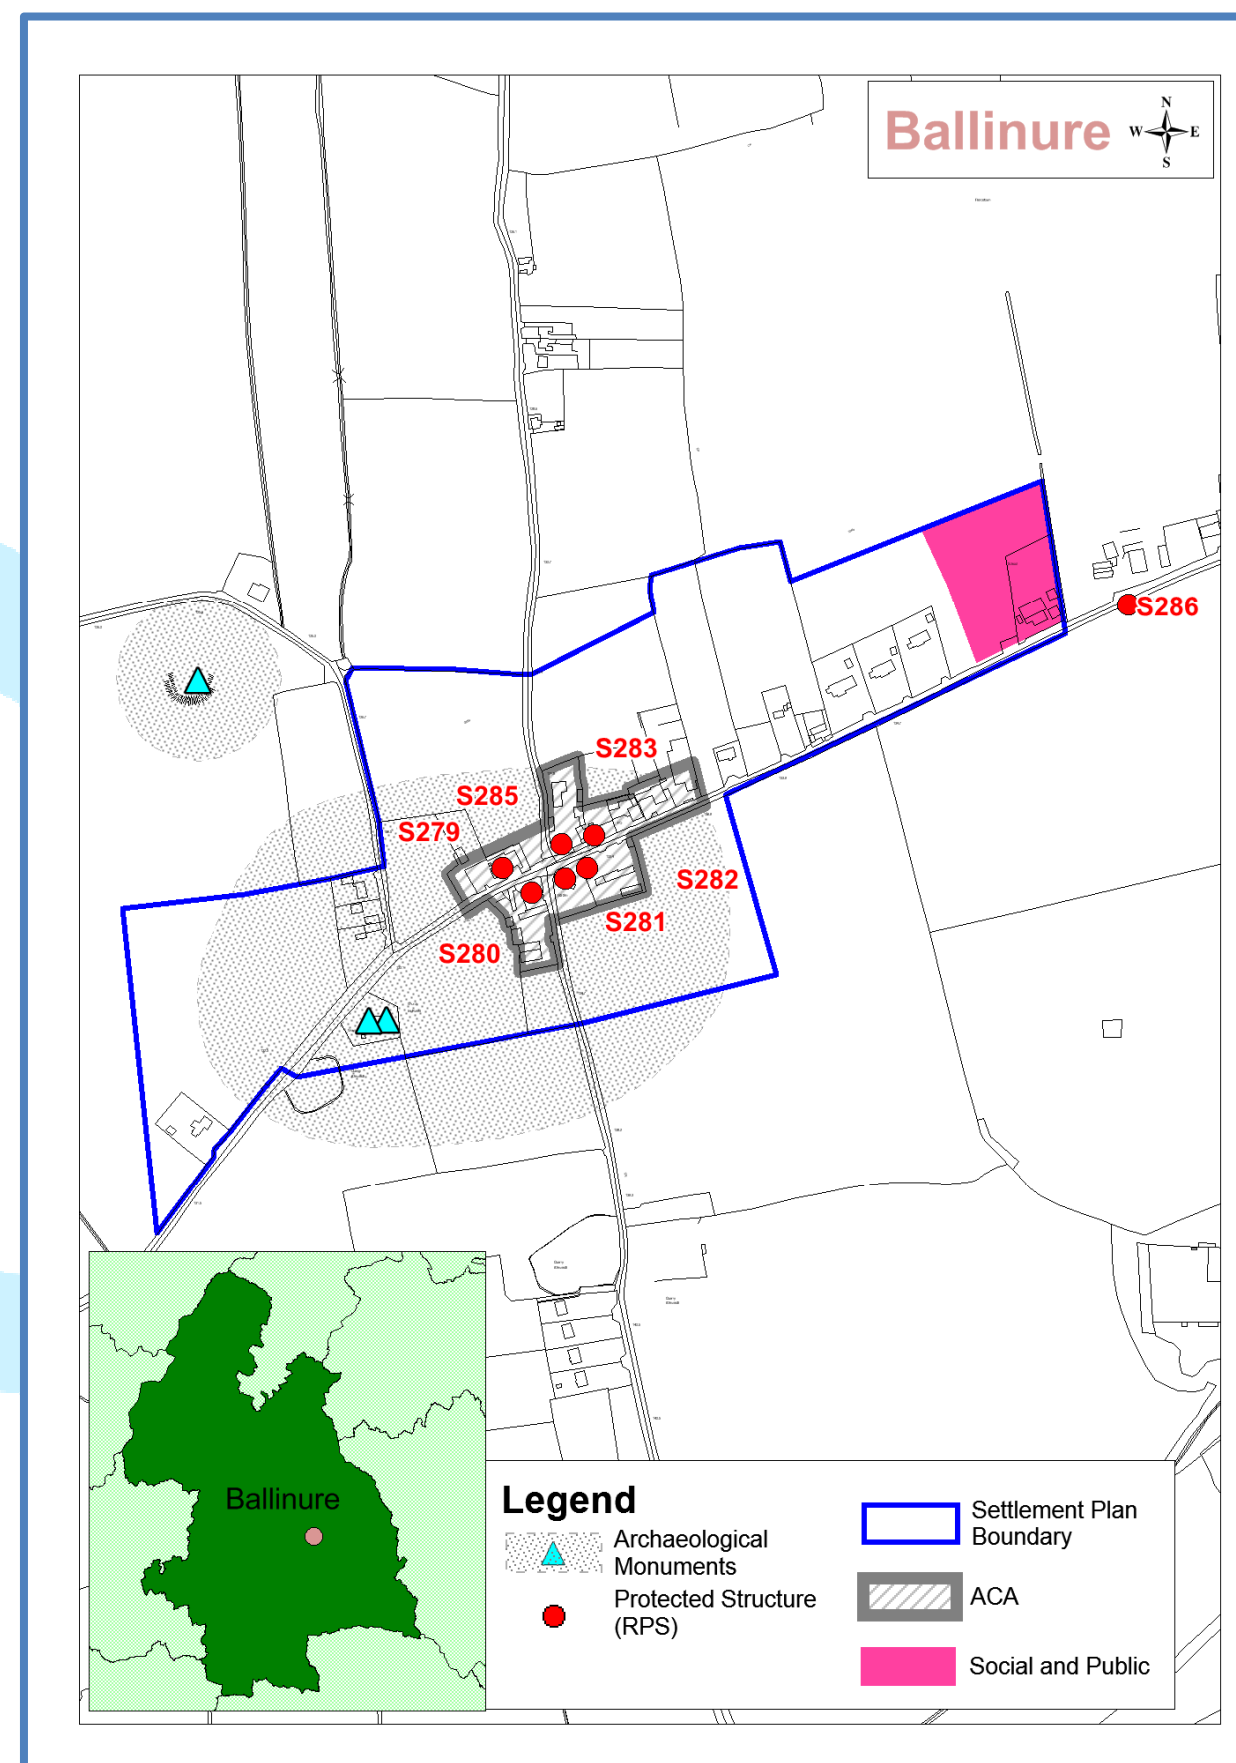 Ballinure
N
W E
S
S286
S283
S285
S279
S282
S281
S280
Ballinure
Legend
Archaeological
Monuments
Protected Structure
(RPS)
Settlement Plan
Boundary
ACA
Social and Public